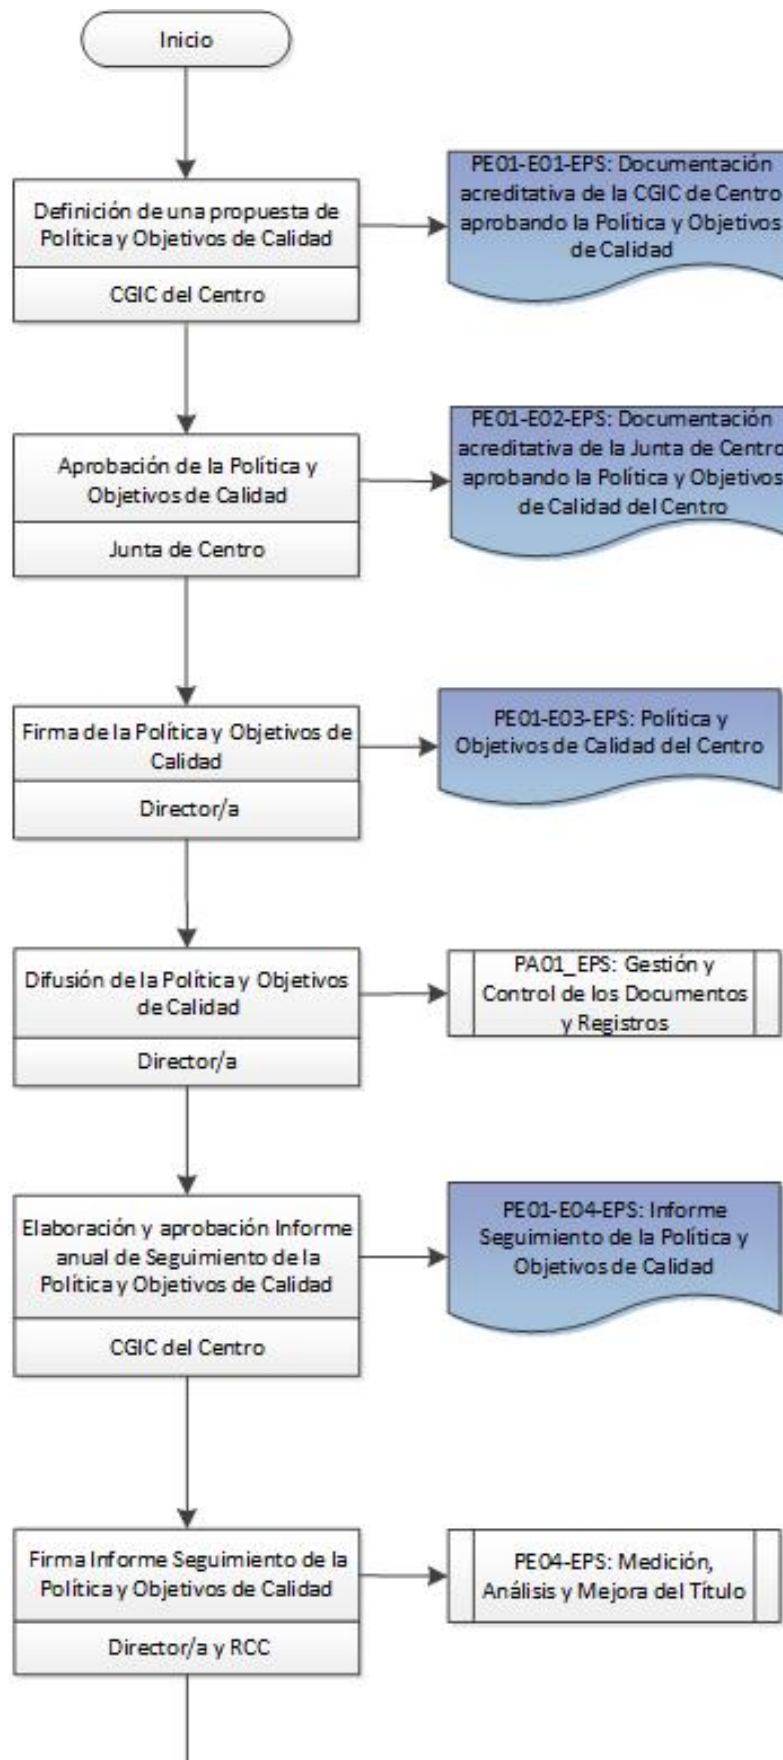 Inicio
Definición de una propuesta de
Política y Objetivos de Calidad
CGIC del Centro
PE01-E01-EPS: Documentación
acreditativa de la CGIC de Centro
aprobando la Política y Objetivos
de Calidad
Aprobación de la Política y
Objetivos de Calidad
Junta de Centro
PE01-E02-EPS: Documentación
acreditativa de la Junta de Centro
aprobando la Política y Objetivos
de Calidad del Centro
Firma de la Política y Objetivos de
Calidad
Director/a
PE01-E03-EPS: Política y
Objetivos de Calidad del Centro
Difusión de la Política y Objetivos
de Calidad
Director/a
PA01_EPS: Gestión y
Control de los Documentos
y Registros
Elaboración y aprobación Informe
anual de Seguimiento de la
Política y Objetivos de Calidad
CGIC del Centro
PE01-E04-EPS: Informe
Seguimiento de la Política y
Objetivos de Calidad
Firma Informe Seguimiento de la
Política y Objetivos de Calidad
Director/a y RCC
PE04-EPS: Medición,
Análisis y Mejora del Título